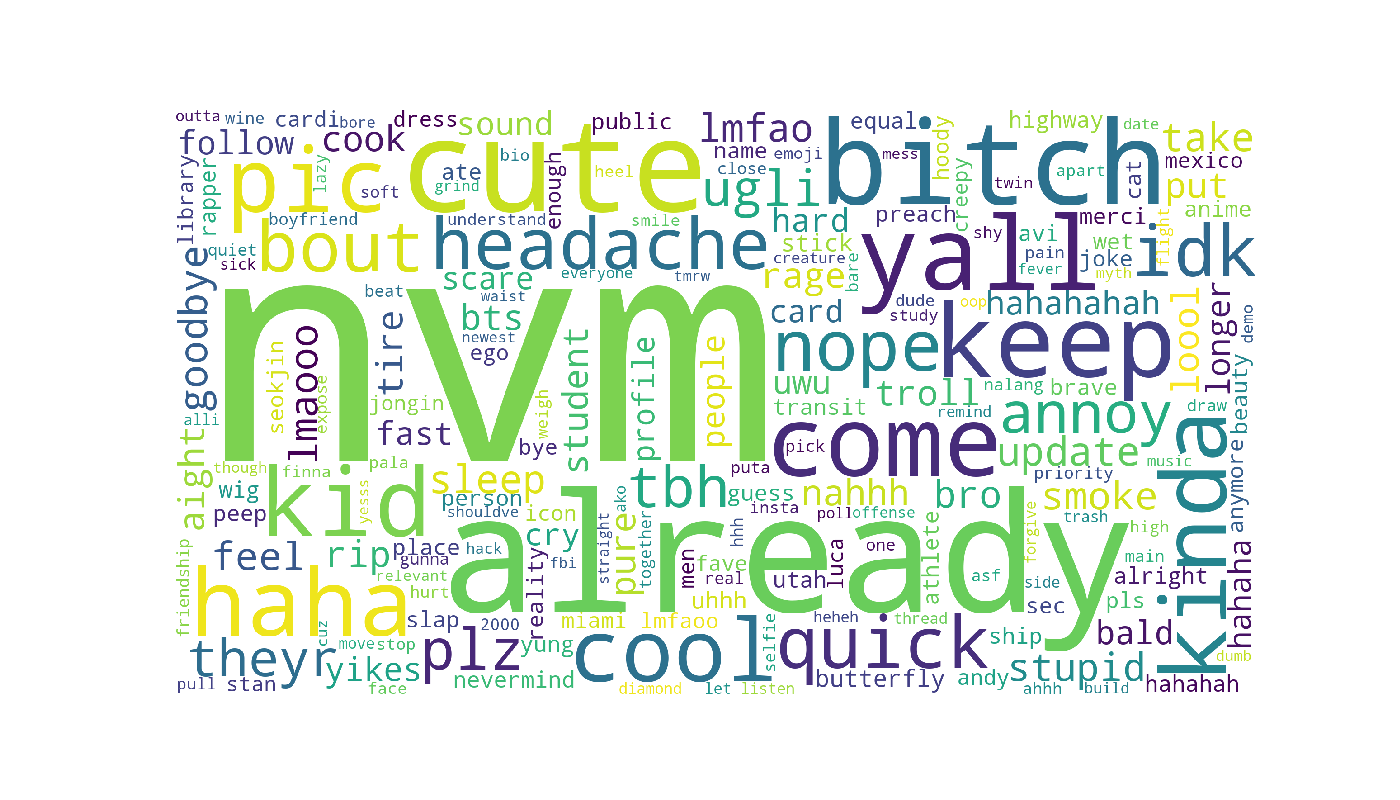 outta
wine
cardi
bore
dress
sound
public
lmfao
equal
highway
date
take
follow
cook
cute
bitch
pic
lazy
soft
ate
bio
grind
enough
heel
name
emoji
close
mess
hoody
creepy
twin
apart
cat
mexico
put
library
rapper
boyfriend
understand
smile
ugli
hard
preach
shy
merci
anime
bout
headache
yall
avi
wet
flight
idk
quiet
sick
goodbye
scare
everyone
tmrw
stick
creature
rage
bare
pain
fever
joke
myth
beat
waist
bts
newest
ego
nvm
card
dude
study
oop
hahahahah
loool
longer
demo
beauty
seokjin
expose
lmaooo
tire
jongin
fast
student
weigh
bye
profile
people
nope
keep
uwu
troll
nalang
brave
transit
remind
annoy
draw
alli
aight
though
finna
pala
sleep
kid
yesss
wig
peep
person
shouldve
icon
tbh
puta
guess
come
pick
nahhh
bro
update
priority
music
smoke
trash
high
anymore
kinda
feel
rip
place
gunna
hack
cry
fbi
straight
ako
together
pure
insta
poll
offense
hhh
already
forgive
main
friendship
relevant
hurt
reality
men
fave
real
uhhh
utah
luca
one
athlete
asf
side
sec
alright
pls
hahaha
haha
slap
2000
miami
lmfaoo
heheh
thread
ship
bald
dumb
cuz
theyr
move
stop
yikes
plz
yung
cool
selfie
quick
stupid
pull
stan
face
nevermind
diamond
let
listen
butterfly
andy
ahhh
build
hahahah